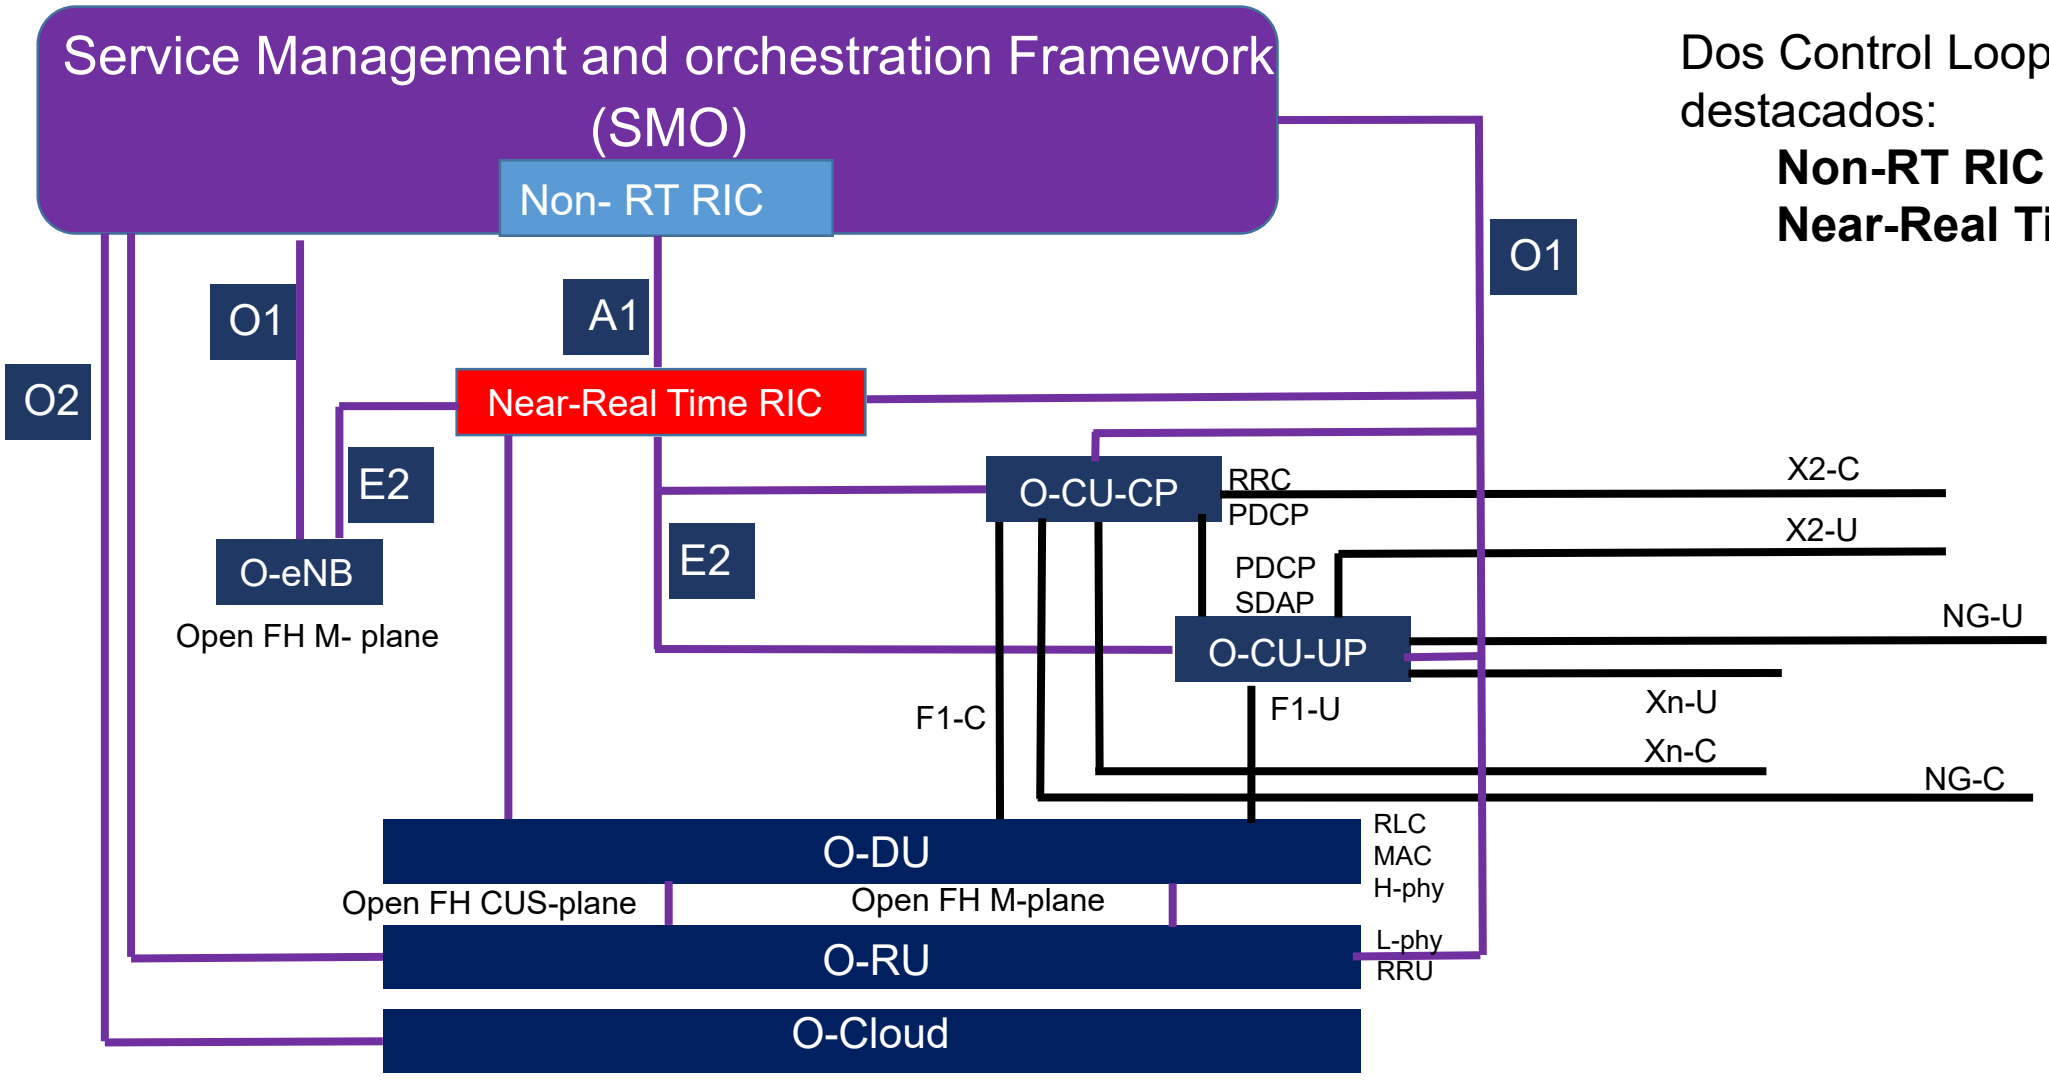 Service Management and orchestration Framework
(SMO)
Non- RT RIC
Dos Control Loop
destacados:
Non-RT RIC
Near-Real Ti
O1
O1
A1
O2
Near-Real Time RIC
E2
E2
O-eNB
Open FH M- plane
O-CU-CP
RRC
PDCP
X2-C
X2-U
PDCP
SDAP
O-CU-UP
NG-U
Xn-U
Xn-C
NG-C
F1-C
F1-U
O-DU
RLC
MAC
H-phy
Open FH CUS-plane
Open FH M-plane
O-RU
L-phy
RRU
O-Cloud